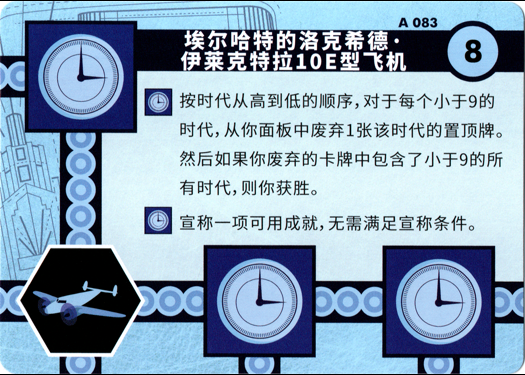 A 083
埃尔哈特的洛克希德·
伊莱克特拉10E型飞机
8
按时代从高到低的顺序，对于每个小于9的
时代，从你面板中废弃1张该时代的置顶牌。
然后如果你废弃的卡牌中包含了小于9的所
有时代，则你获胜。
宣称一项可用成就，无需满足宣称条件。